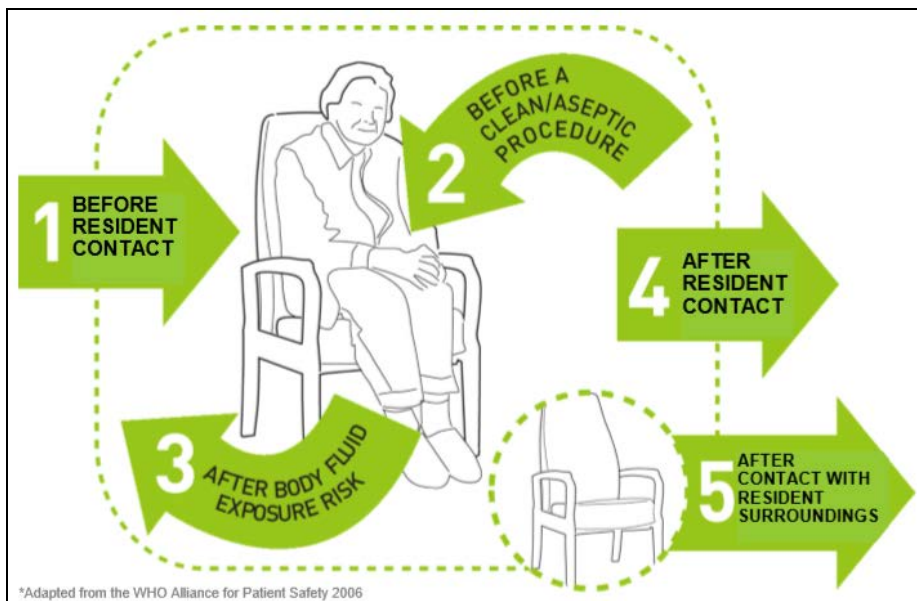 1
BEFORE
RESIDENT
CONTACT
2
BEFORE A
CLEAN/ASEPTIC
PROCEDURE
3
AFTER BODY FLUID
EXPOSURE RISK
4
AFTER
RESIDENT
CONTACT
5
AFTER
CONTACT WITH
RESIDENT
SURROUNDINGS
*Adapted from the WHO Alliance for Patient Safety 2006